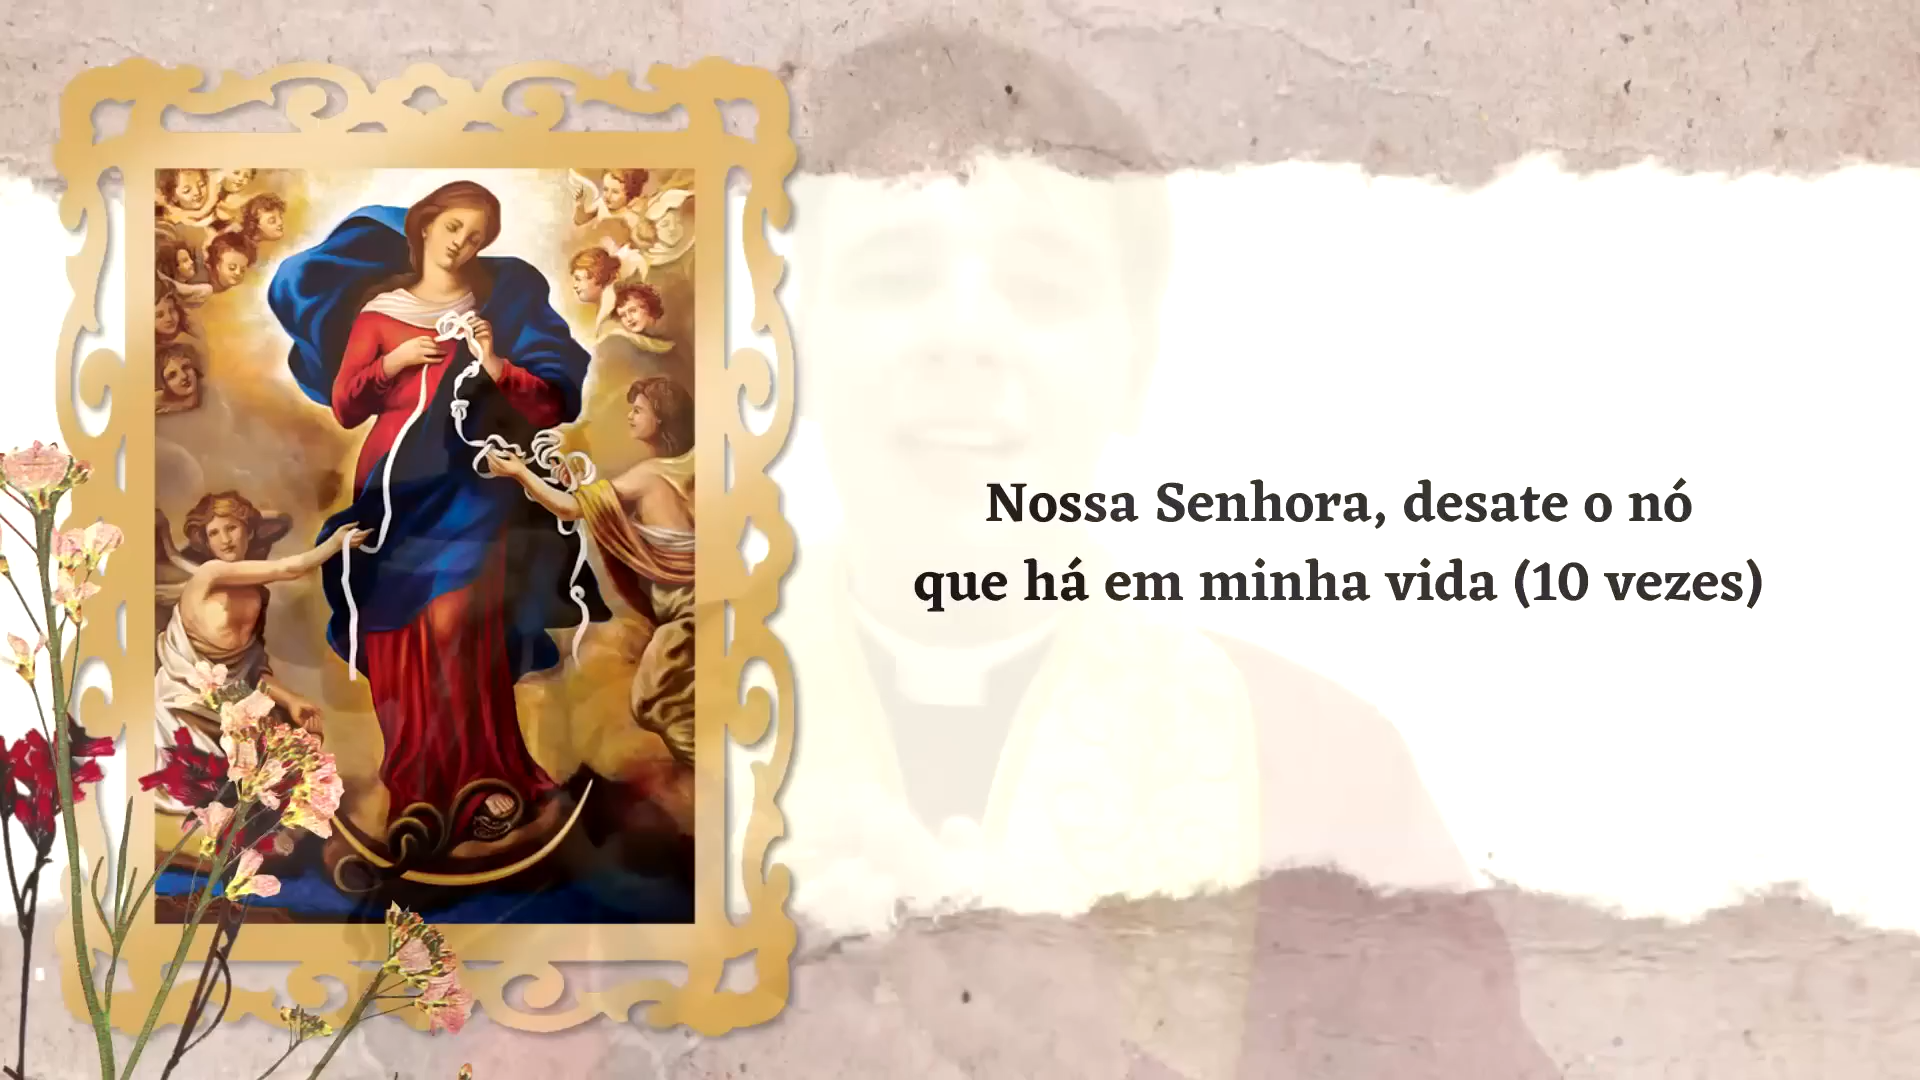 Nossa Senhora, desate o nó
que há em minha vida (10 vezes)